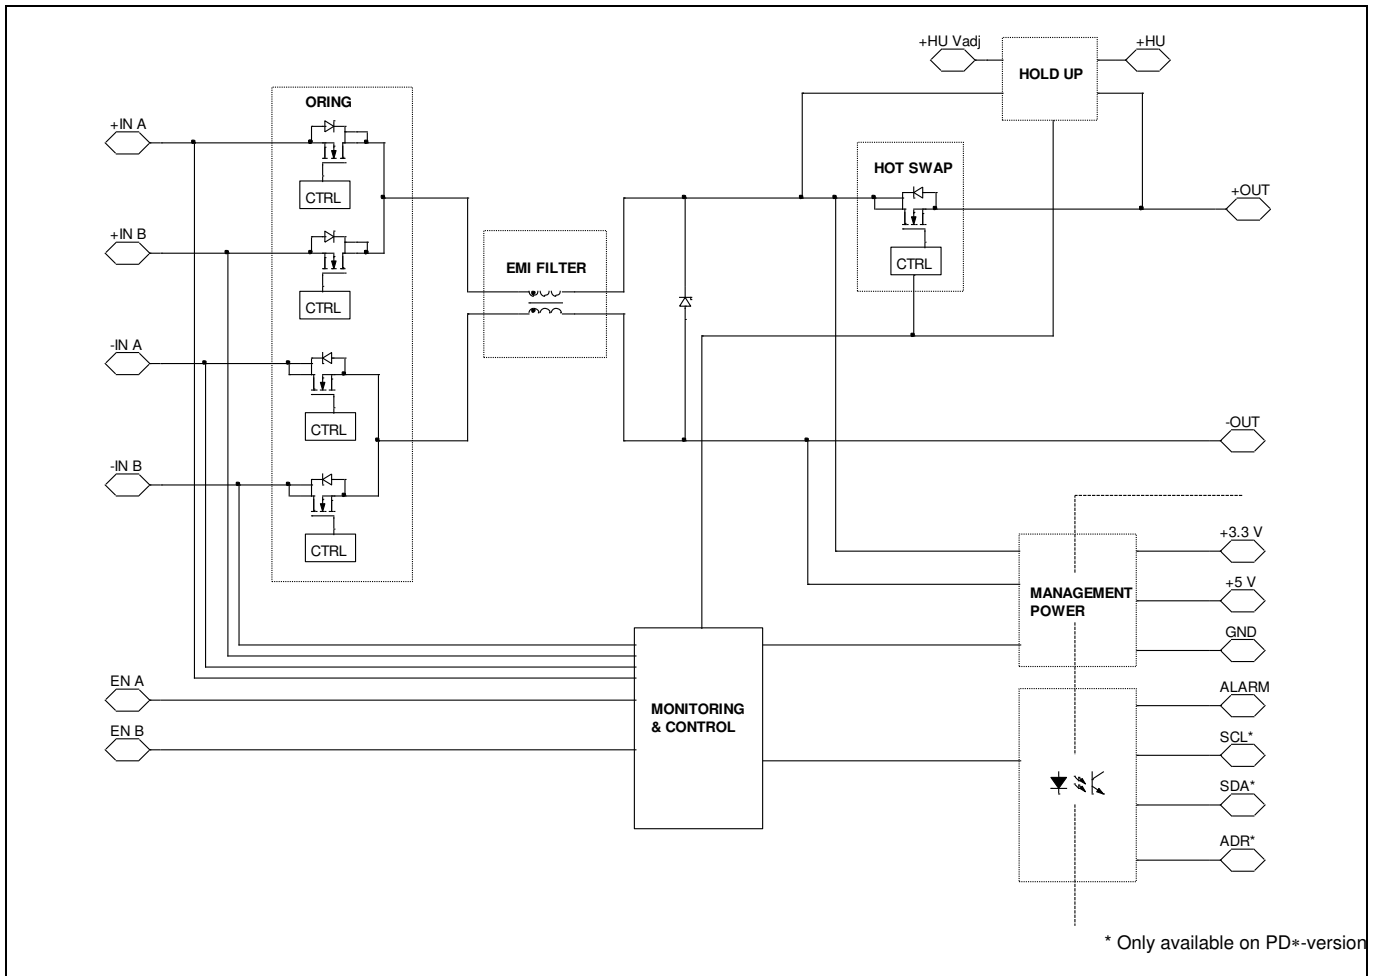 +HU Vadj
+HU
HOLD UP
ORING
+IN A
CTRL
HOT SWAP
+OUT
+IN B
CTRL
CTRL
EMI FILTER
-IN A
CTRL
-OUT
-IN B
CTRL
+3.3 V
+5 V
MANAGEMENT
POWER
GND
EN A
ALARM
MONITORING
& CONTROL
EN B
SCL*
SDA*
ADR*
* Only available on PD*-version